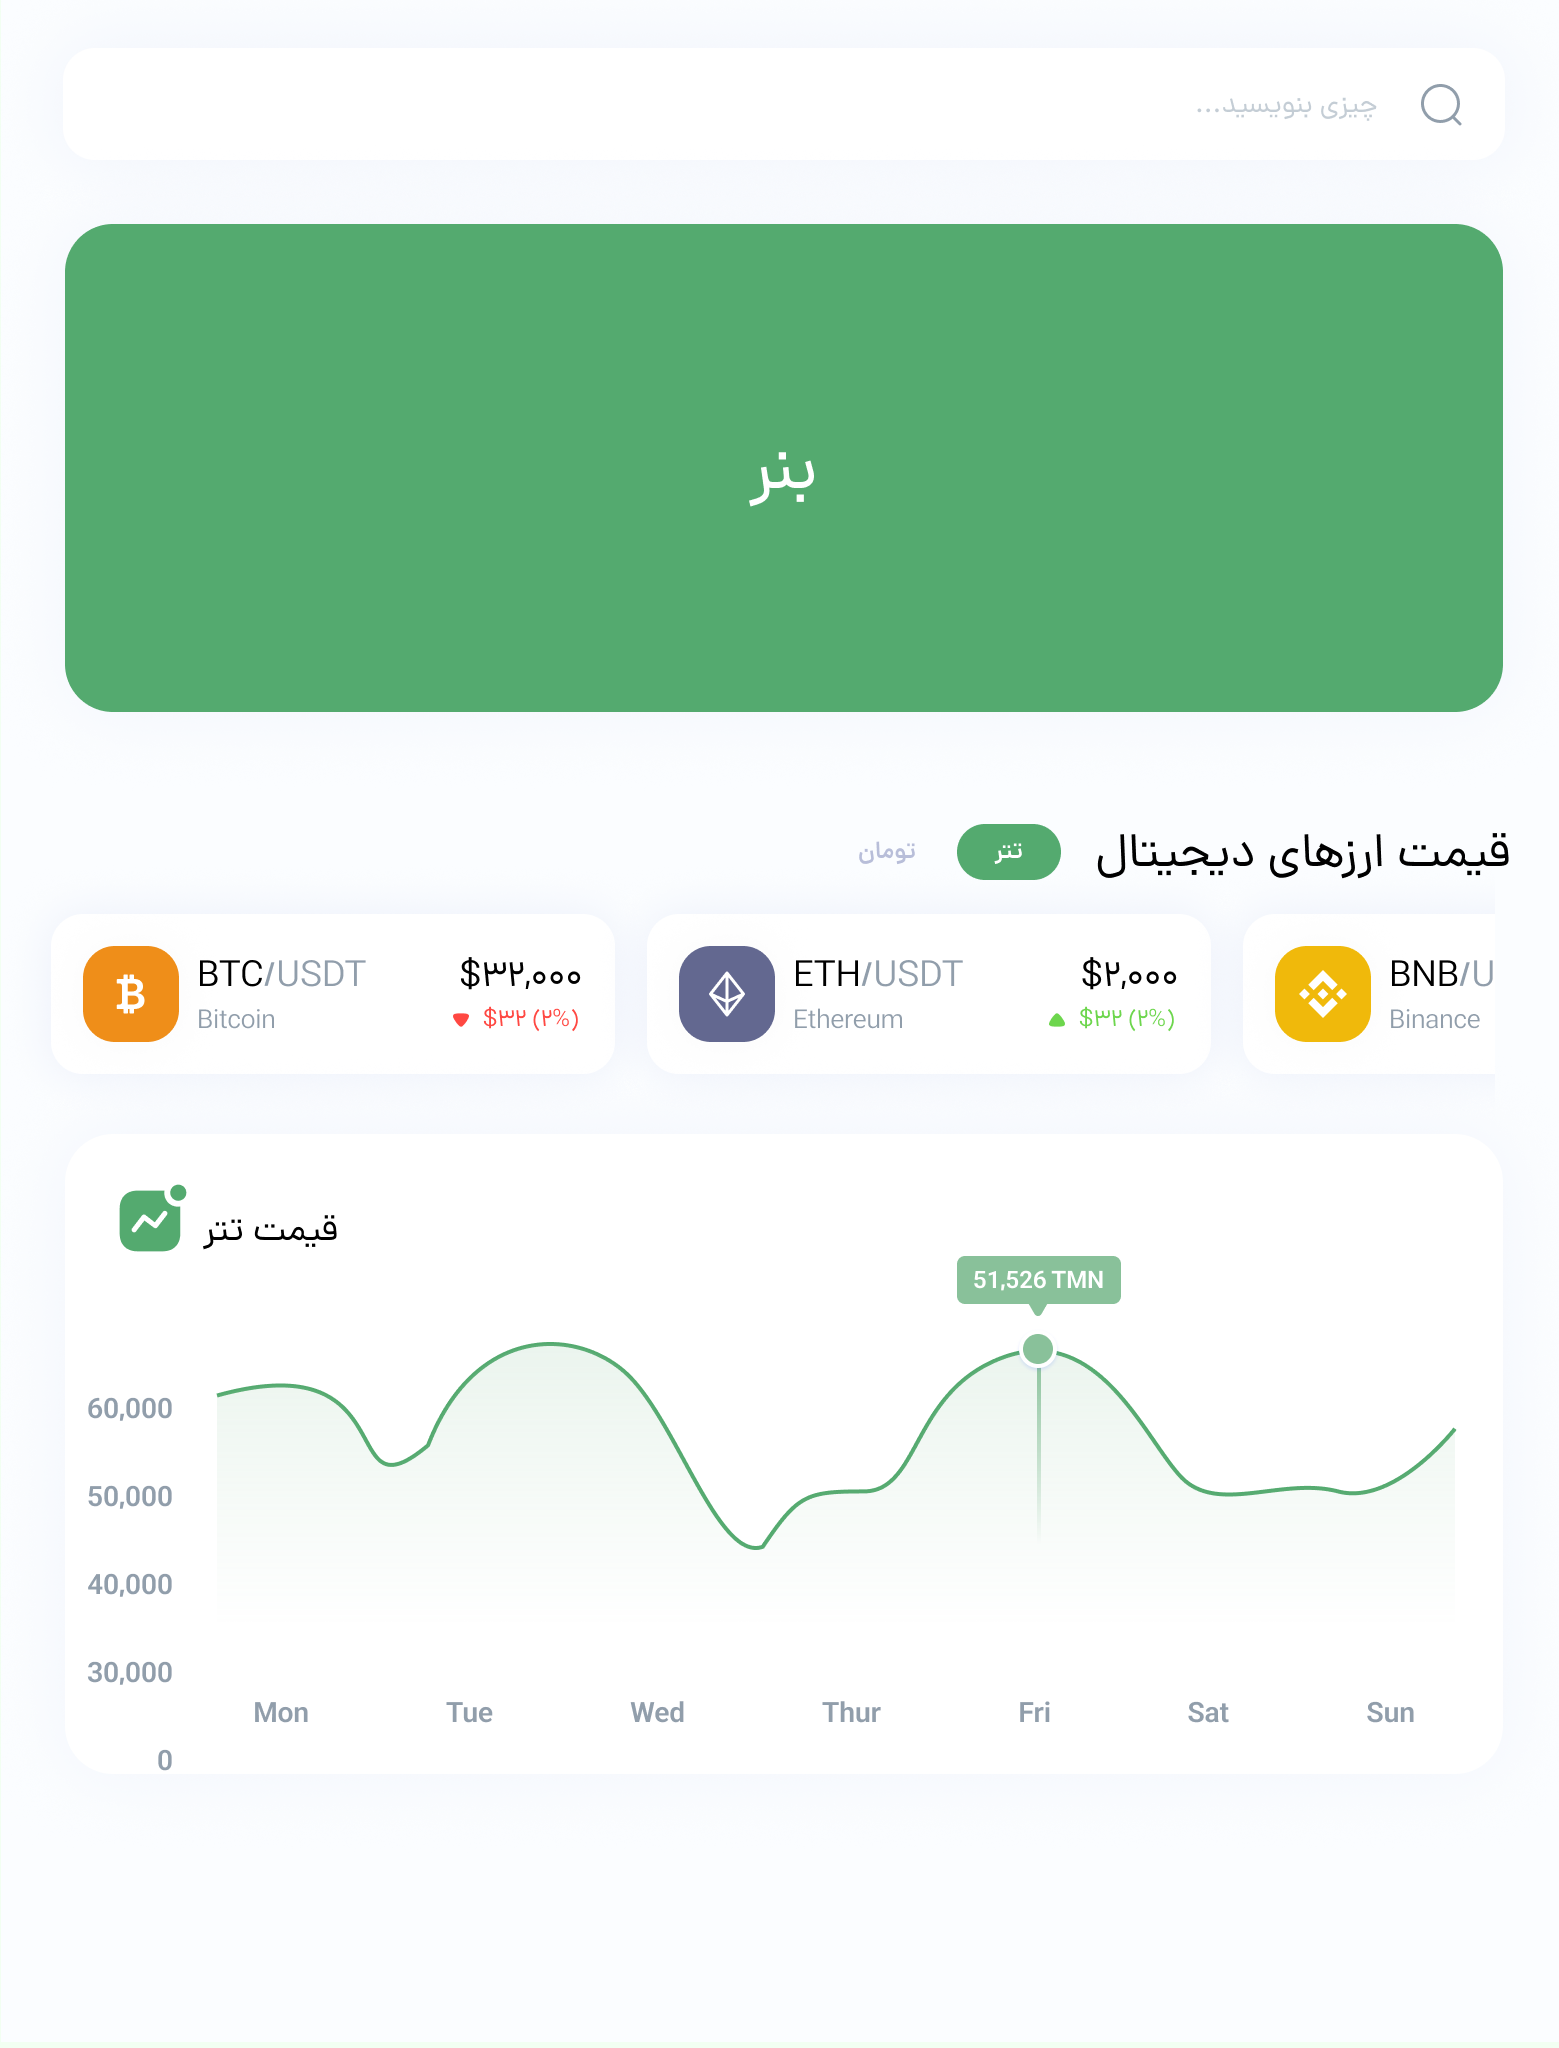 چیزی بنویسید...
بنر
قیمت ارزهای دیجیتال
تتر
تومان
BTC/USDT
$۳۲,۰۰۰
Bitcoin
$۳۲ (۲%)
ETH/USDT
$۲,۰۰۰
Ethereum
$۳۲ (۲%)
BNB/U
Binance
قیمت تتر
51,526 TMN
60,000
50,000
40,000
30,000
0
Mon Tue Wed Thur Fri Sat Sun